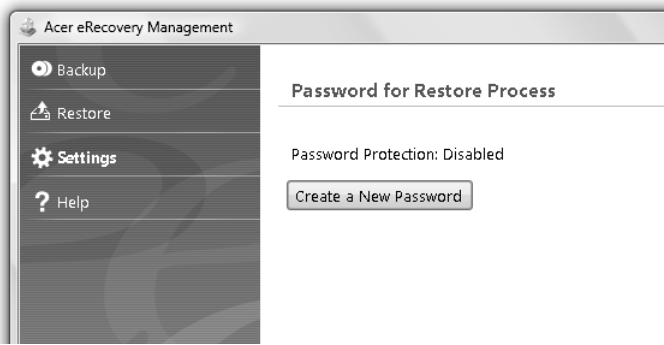 Acer eRecovery Management
Backup
Restore
Settings
Help
Password for Restore Process
Password Protection: Disabled
Create a New Password